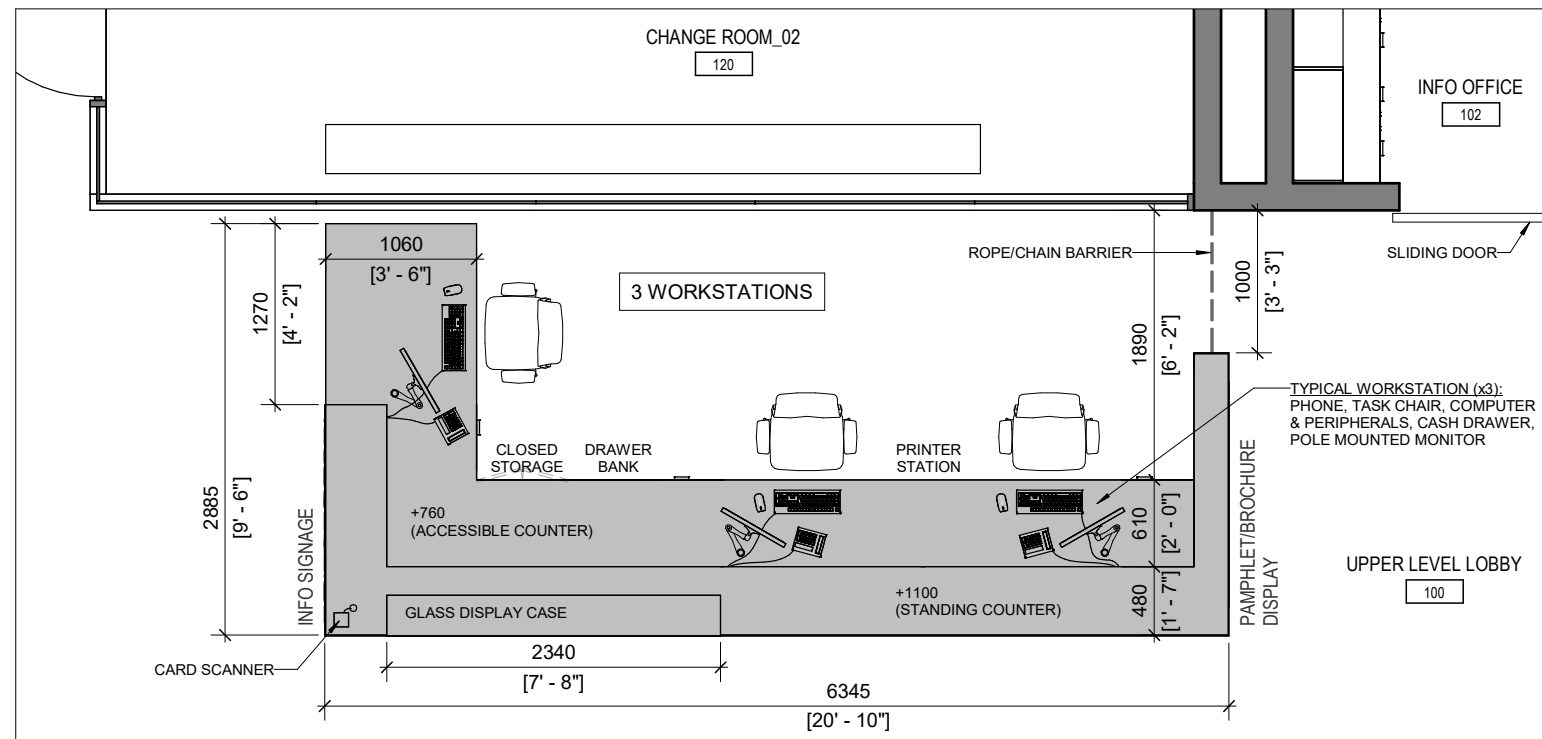 CHANGE ROOM_02
120
INFO OFFICE
102
1060
[3' - 6"]
1270
[4' - 2"]
3 WORKSTATIONS
ROPE/CHAIN BARRIER
SLIDING DOOR
1000
[3' - 3"]
1890
[6' - 2"]
TYPICAL WORKSTATION (x3):
PHONE, TASK CHAIR, COMPUTER
& PERIPHERALS, CASH DRAWER,
POLE MOUNTED MONITOR
CLOSED
STORAGE
DRAWER
BANK
PRINTER
STATION
2885
[9' - 6"]
+760
(ACCESSIBLE COUNTER)
610
[2' - 0"]
INFO SIGNAGE
GLASS DISPLAY CASE
+1100
(STANDING COUNTER)
480
[1' - 7"]
PAMPHLET/BROCHURE
DISPLAY
UPPER LEVEL LOBBY
100
CARD SCANNER
2340
[7' - 8"]
6345
[20' - 10"]